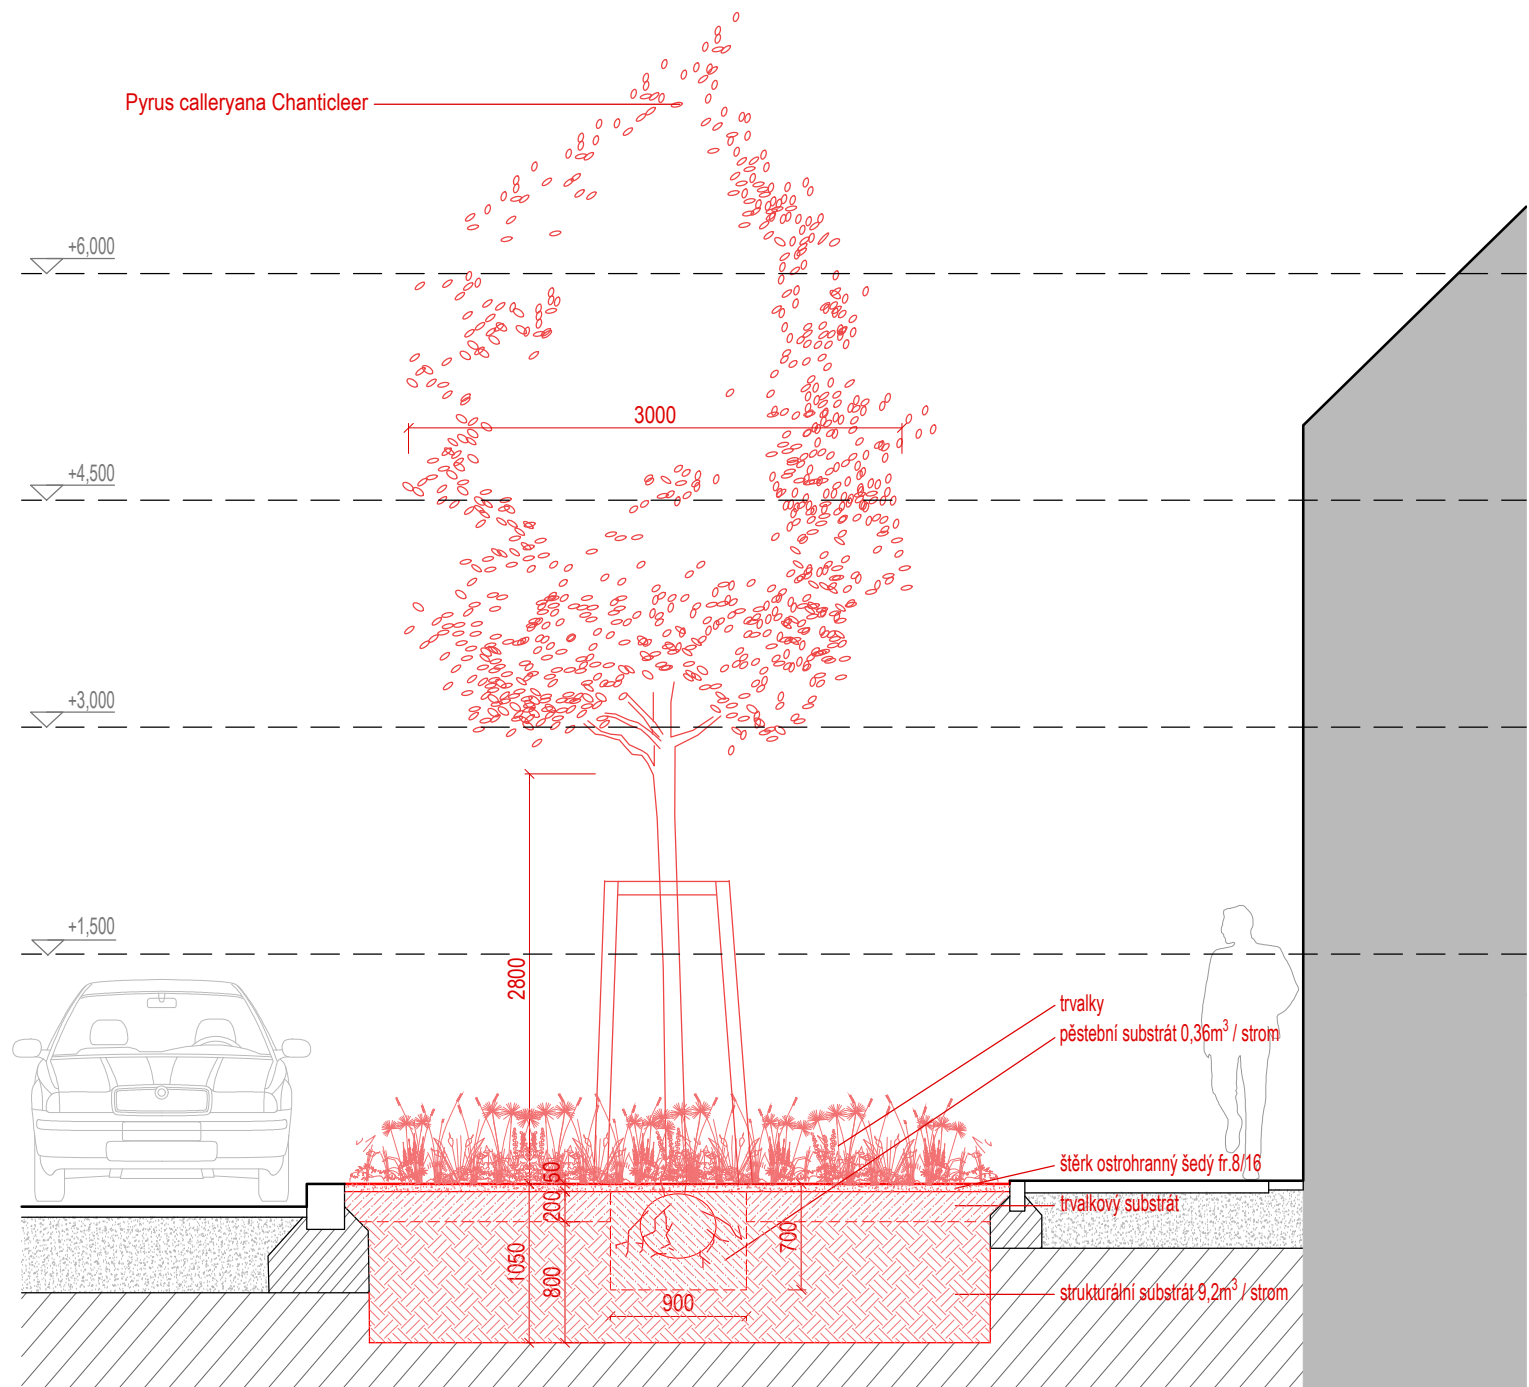 Pyrus calleryana Chanticleer
+6,000
3000
+4,500
+3,000
+1,500
2800
trvalky
pěstební substrát 0,36m³ / strom
štěrk ostrohranný šedý fr.8/16
trvalkový substrát
50
200
700
1050
800
strukturální substrát 9,2m³ / strom
900